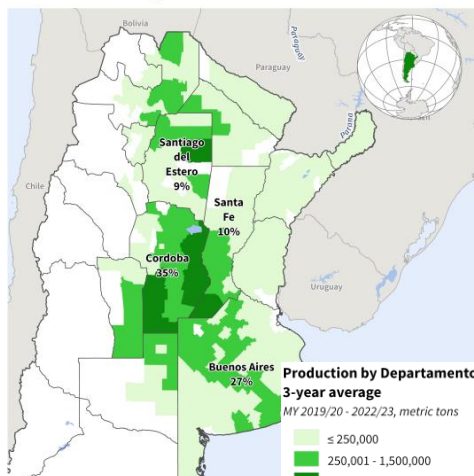 Bolivia
Paraguay
Paraguay
Parana
Chile
Uruguay
Santiago
del
Estero
9%
Santa
Fe
10%
Cordoba
35%
Buenos Aires
27%
Production by Departamento
3-year average
MY 2019/20 - 2022/23, metric tons
≤ 250,000
250,001 - 1,500,000